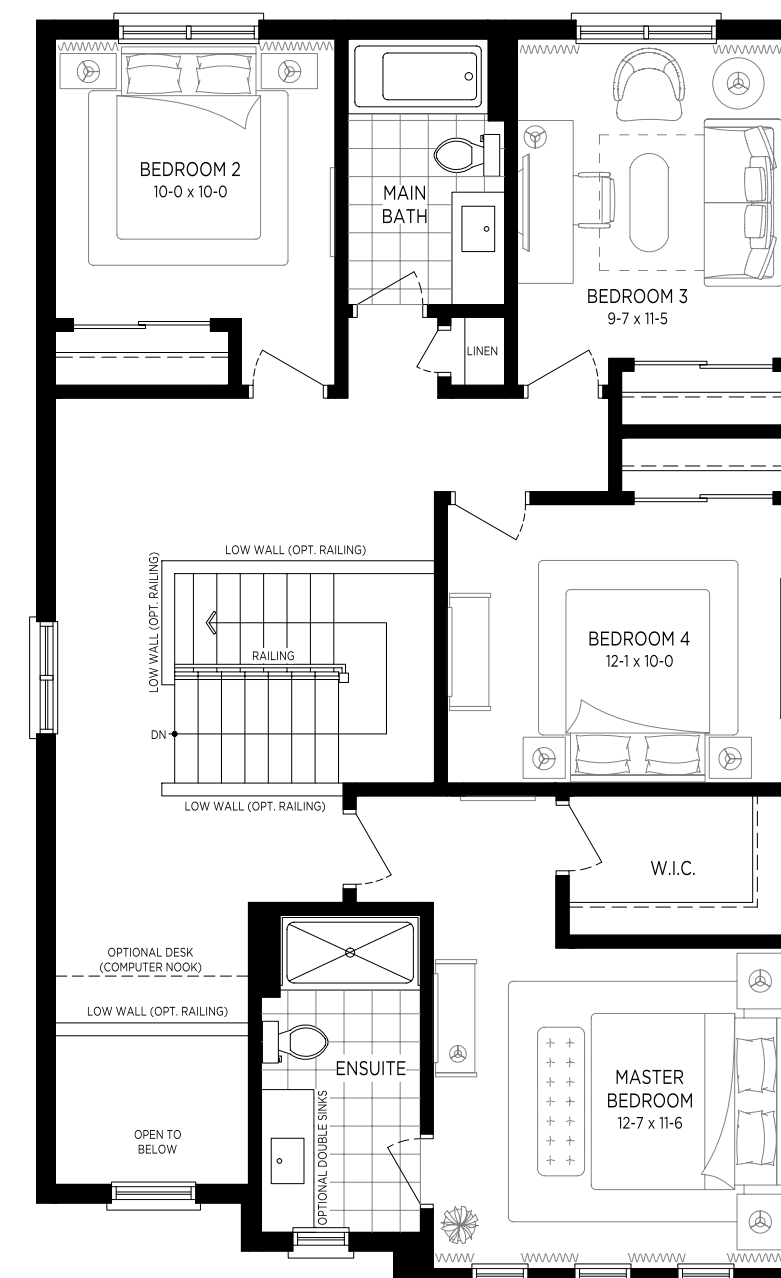 BEDROOM 2
10-0 x 10-0
MAIN
BATH
BEDROOM 3
9-7 x 11-5
LINEN
LOW WALL (OPT. RAILING)
LOW WALL (OPT. RAILING)
RAILING
DN
LOW WALL (OPT. RAILING)
BEDROOM 4
12-1 x 10-0
W.I.C.
OPTIONAL DESK
(COMPUTER NOOK)
LOW WALL (OPT. RAILING)
OPEN TO
BELOW
ENSUITE
OPTIONAL DOUBLE SINKS
MASTER
BEDROOM
12-7 x 11-6